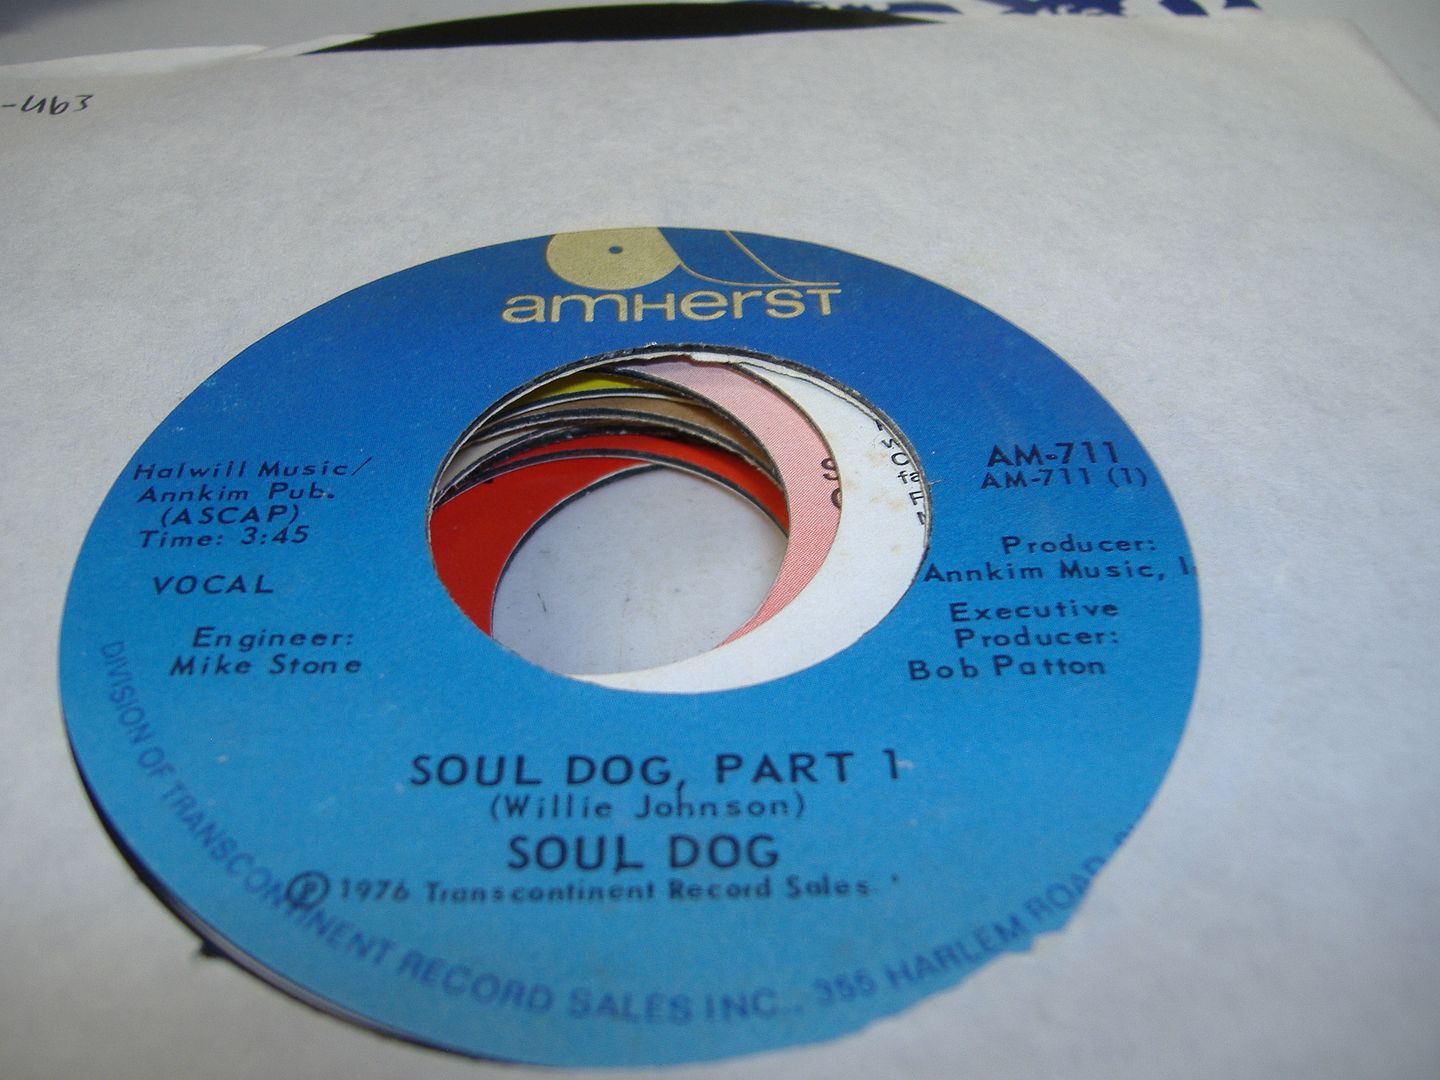 -463
amherst
Halwill Music/
Annkim Pub.
(ASCAP)
Time: 3:45
VOCAL
Engineer:
Mike Stone
AM-711
AM-711 (1)
Producer:
Annkim Music,
Executive
Producer:
Bob Patton
SOUL DOG, PART 1
(Willie Johnson)
SOUL DOG
℗ 1976 Transcontinent Record Sales
DIVISION OF TRANSCONTINENT RECORD SALES INC., 355 HARLEM ROAD